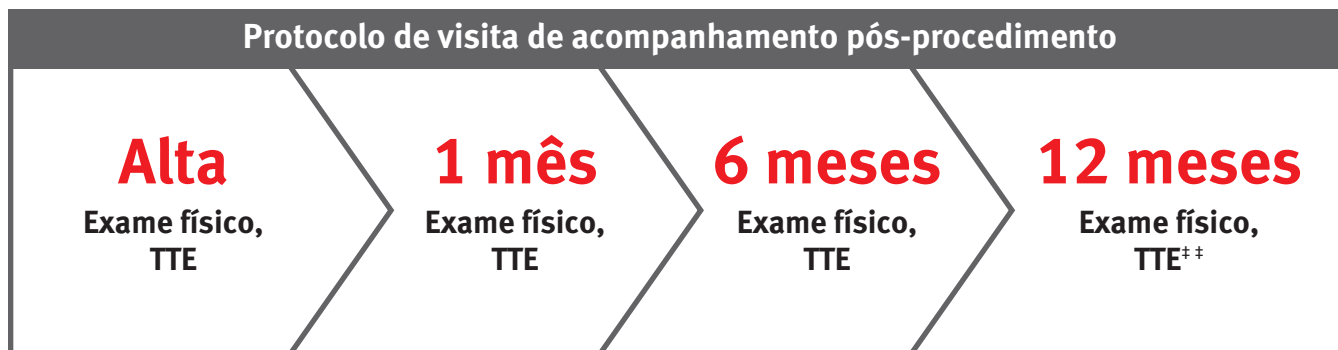 Protocolo de visita de acompanhamento pós-procedimento
Alta
Exame físico,
TTE
1 mês
Exame físico,
TTE
6 meses
Exame físico,
TTE
12 meses
Exame físico,
TTE‡‡